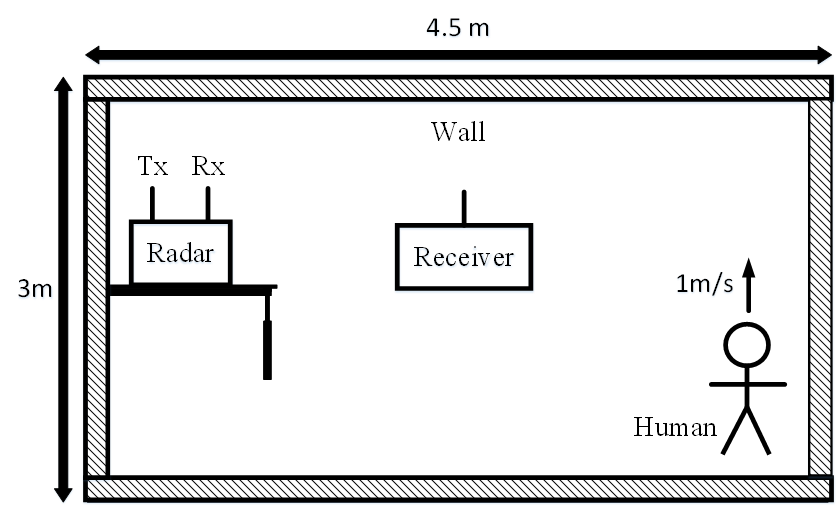 4.5 m
Wall
Tx Rx
Radar
Receiver
3m
1m/s
Human